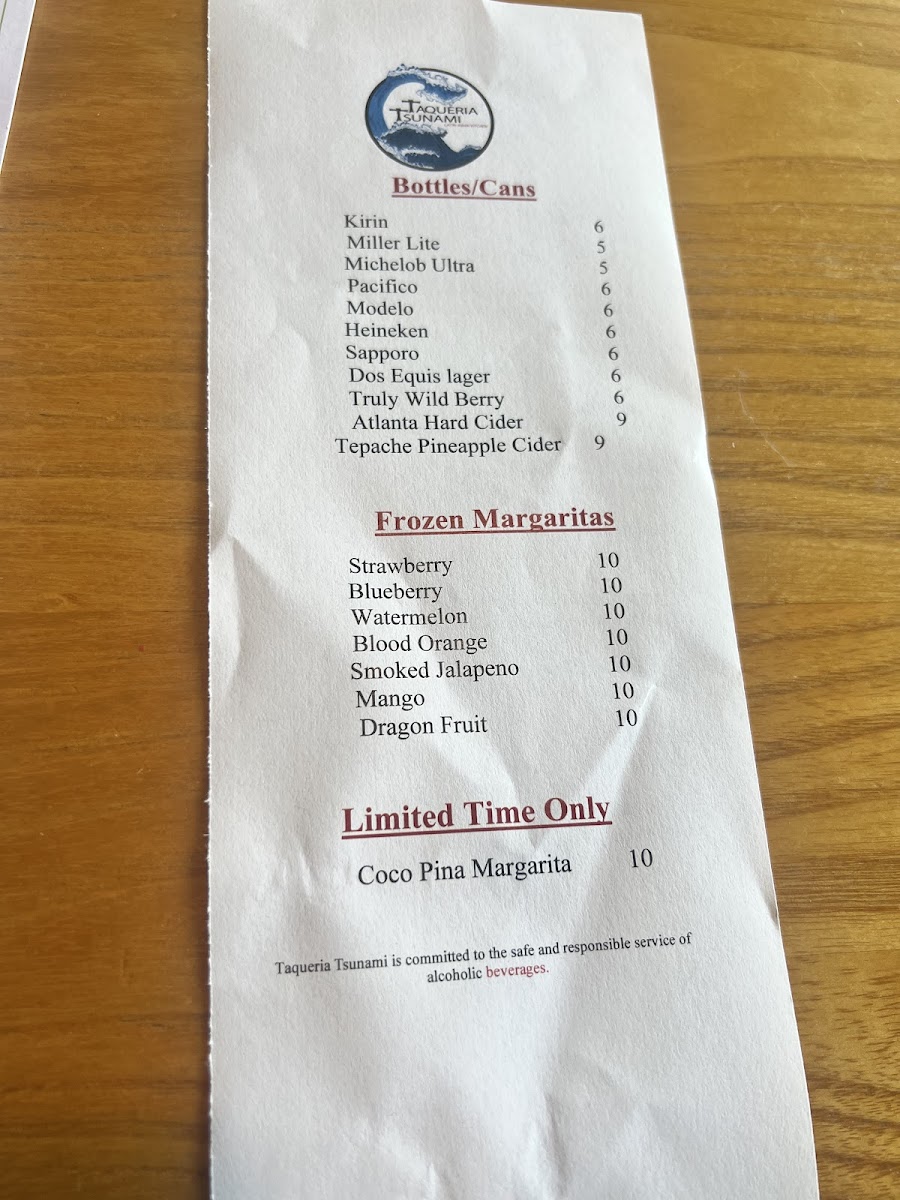 TAQUERIA
TSUNAMI
Bottles/Cans
Kirin 6
Miller Lite 5
Michelob Ultra 5
Pacifico 6
Modelo 6
Heineken 6
Sapporo 6
Dos Equis lager 6
Truly Wild Berry 6
Atlanta Hard Cider 9
Tepache Pineapple Cider 9
Frozen Margaritas
Strawberry 10
Blueberry 10
Watermelon 10
Blood Orange 10
Smoked Jalapeno 10
Mango 10
Dragon Fruit 10
Limited Time Only
Coco Pina Margarita 10
Taqueria Tsunami is committed to the safe and responsible service of
alcoholic beverages.